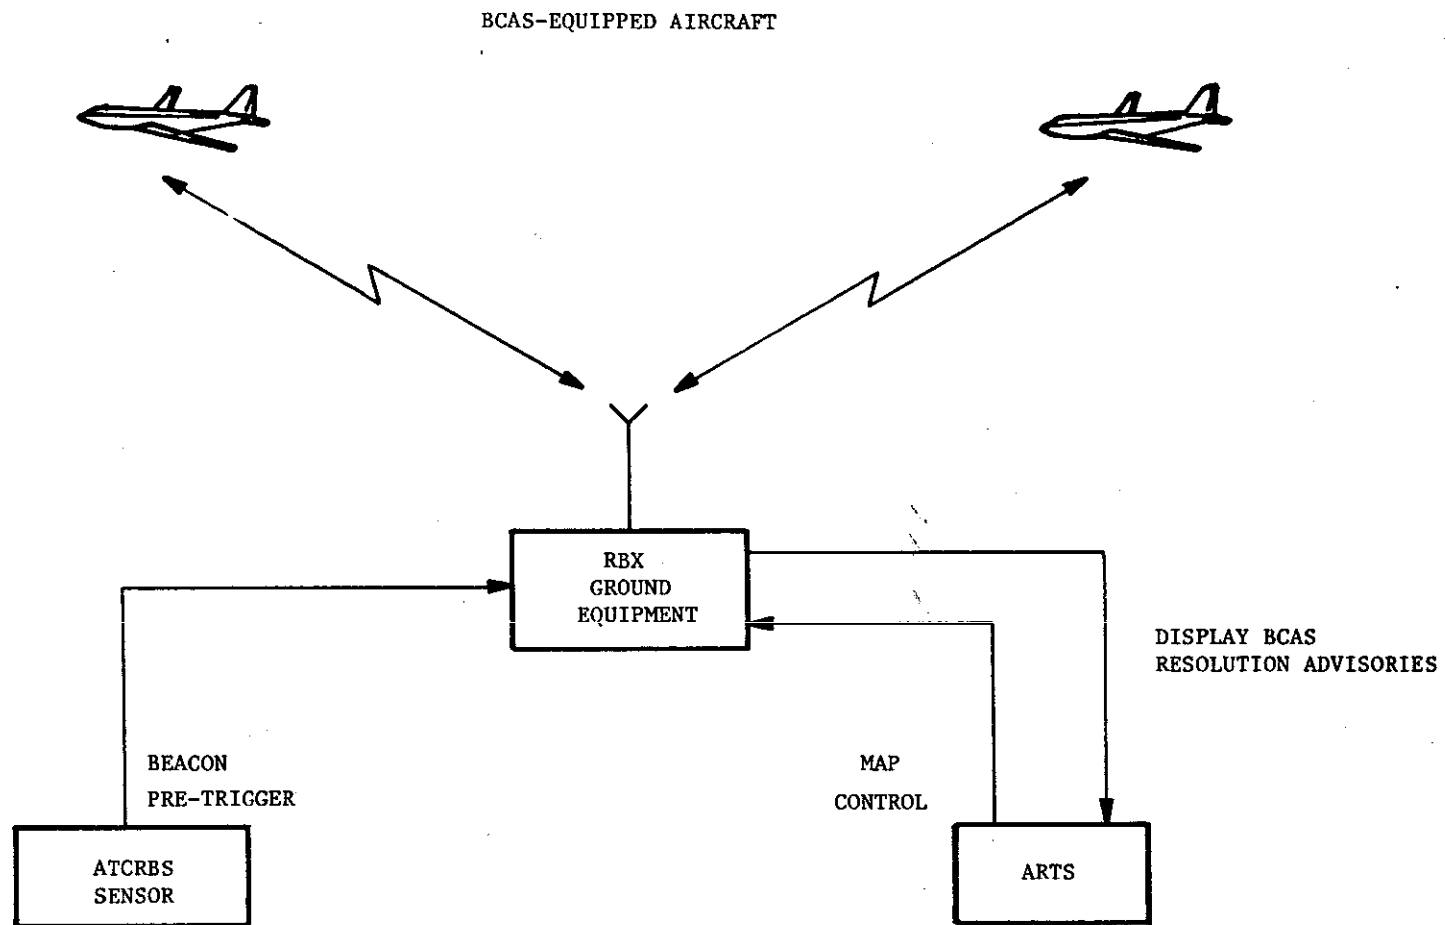 BCAS-EQUIPPED AIRCRAFT
RBX
GROUND
EQUIPMENT
DISPLAY BCAS
RESOLUTION ADVISORIES
BEACON
PRE-TRIGGER
MAP
CONTROL
ATCRBS
SENSOR
ARTS